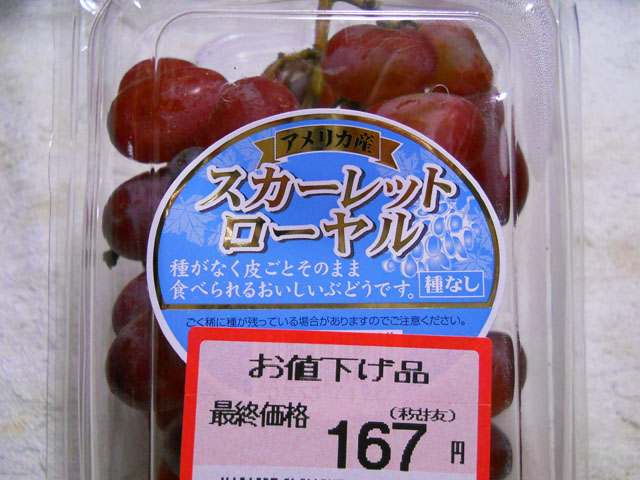 アメリカ産
スカーレット
ローヤル
種がなく皮ごとそのまま
食べられるおいしいぶどうです。
種なし
ごく稀に種が残っている場合がありますのでご注意ください。
お値下げ品
最終価格
(税抜)
167円